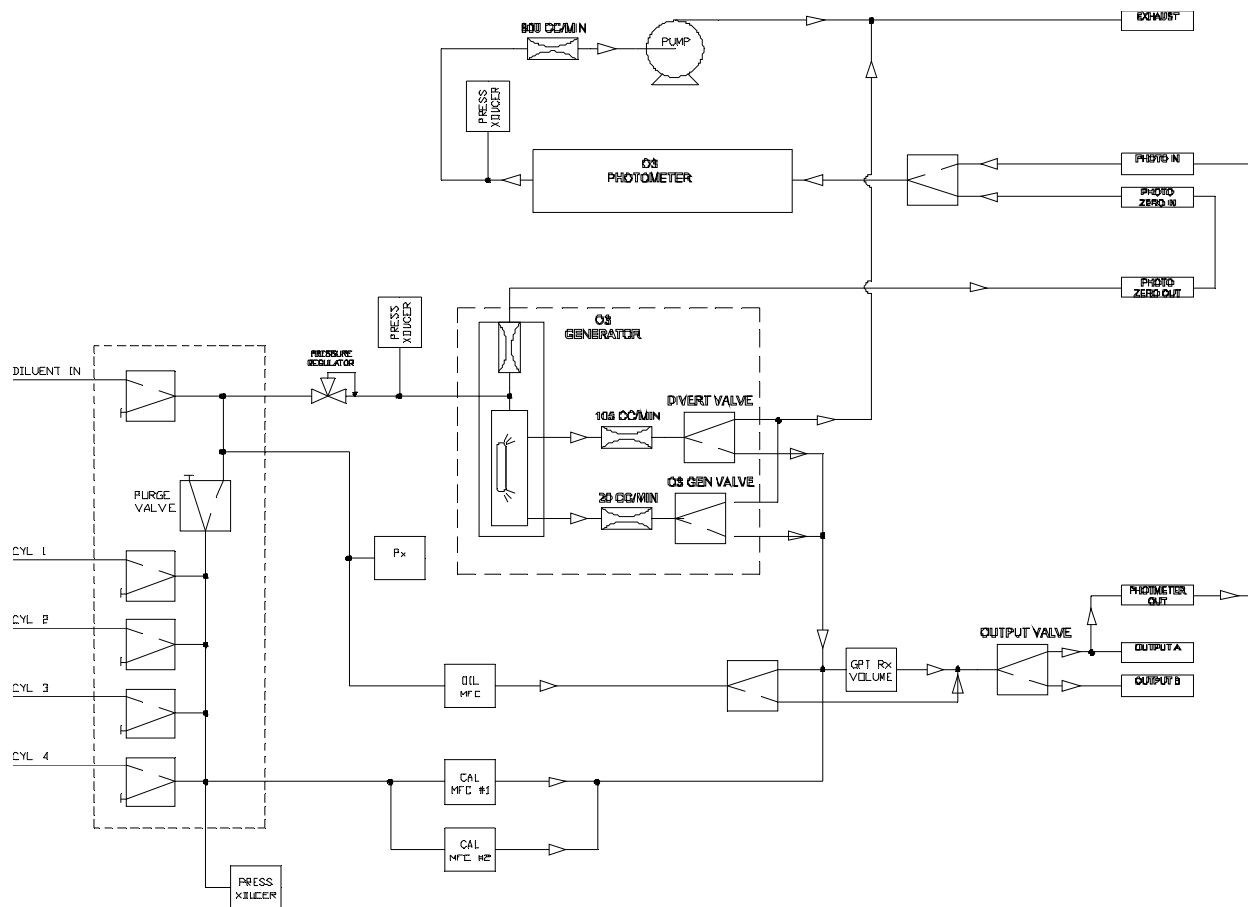 800 CC/MIN
PUMP
EXHAUST
PRESS
XDUCER
O3
PHOTOMETER
PHOTO IN
PHOTO
ZERO IN
PHOTO
ZERO OUT
PRESS
XDUCER
O3
GENERATOR
PRESSURE
REGULATOR
DILUENT IN
105 CC/MIN
DIVERT VALVE
20 CC/MIN
O3 GEN VALVE
PURGE
VALVE
CYL 1
Px
CYL 2
CYL 3
CYL 4
DIL
MFC
GPT Rx
VOLUME
OUTPUT VALVE
PHOTMETER
OUT
OUTPUT A
OUTPUT B
CAL
MFC #1
CAL
MFC #2
PRESS
XDUCER